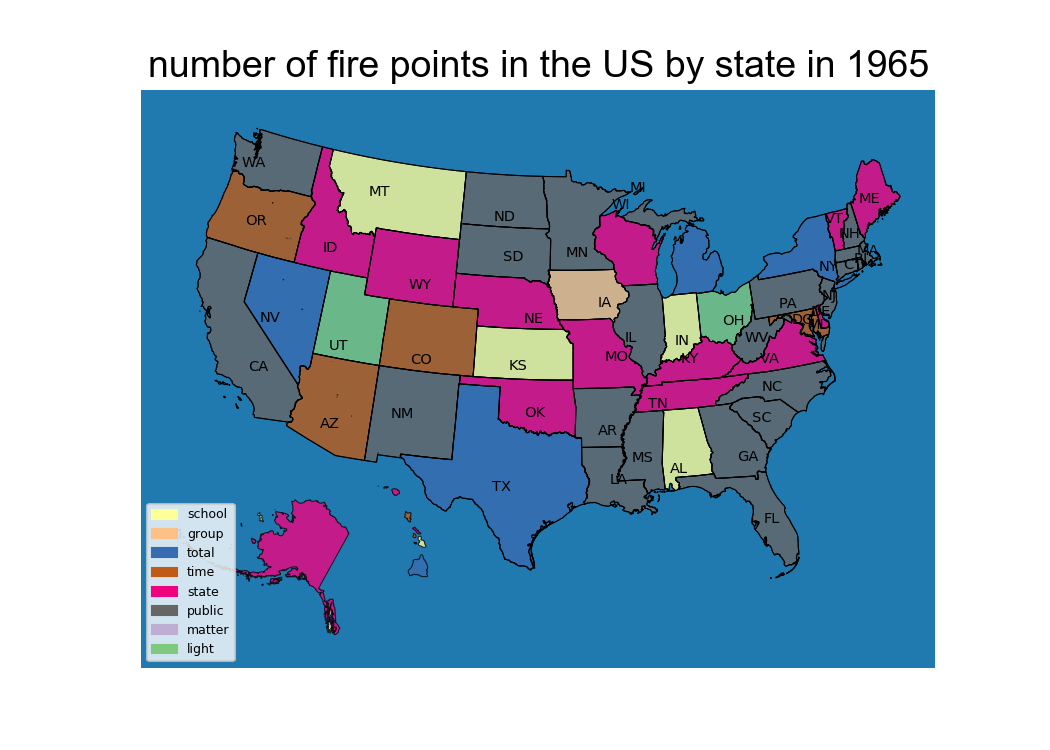 number of fire points in the US by state in 1965
WA
MT
ND
MN
MI
WI
ME
VT
NH
MA
RI
CT
NY
OR
ID
SD
WY
IA
NE
NV
UT
CO
KS
MO
IL
IN
OH
PA
NJ
DE
DC
MD
WV
VA
KY
CA
AZ
NM
OK
AR
TN
NC
SC
MS
AL
GA
LA
TX
FL
school
group
total
time
state
public
matter
light